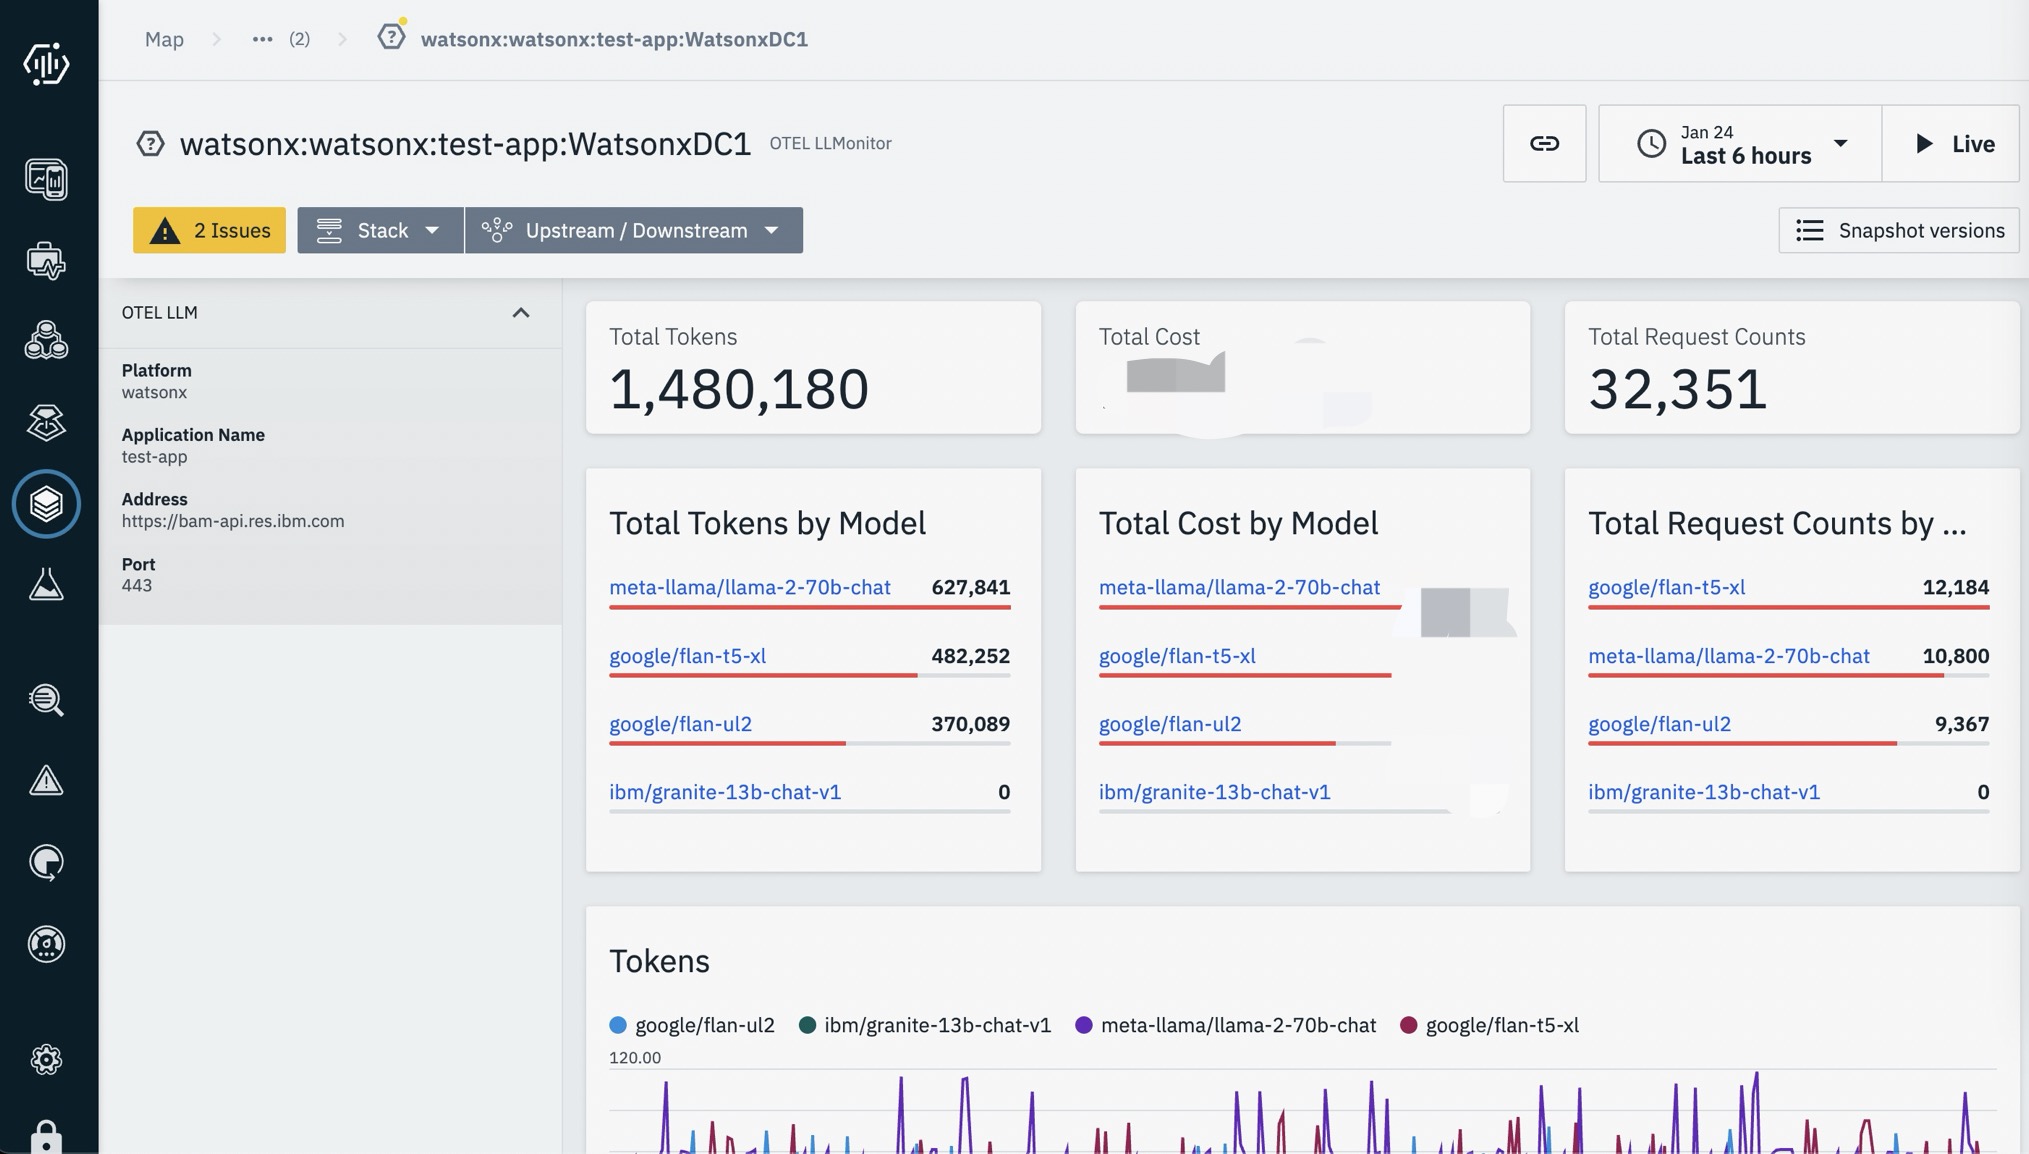 Map > ••• (2) > watsonx:watsonx:test-app:WatsonxDC1
watsonx:watsonx:test-app:WatsonxDC1 OTEL LLMonitor
Jan 24
Last 6 hours
Live
2 Issues
Stack
Upstream / Downstream
Snapshot versions
OTEL LLM
Platform
watsonx
Application Name
test-app
Address
https://bam-api.res.ibm.com
Port
443
Total Tokens
1,480,180
Total Cost
Total Request Counts
32,351
Total Tokens by Model
meta-llama/llama-2-70b-chat 627,841
google/flan-t5-xl 482,252
google/flan-ul2 370,089
ibm/granite-13b-chat-v1 0
Total Cost by Model
meta-llama/llama-2-70b-chat
google/flan-t5-xl
google/flan-ul2
ibm/granite-13b-chat-v1
Total Request Counts by ...
google/flan-t5-xl 12,184
meta-llama/llama-2-70b-chat 10,800
google/flan-ul2 9,367
ibm/granite-13b-chat-v1 0
Tokens
google/flan-ul2 ibm/granite-13b-chat-v1 meta-llama/llama-2-70b-chat google/flan-t5-xl
120.00